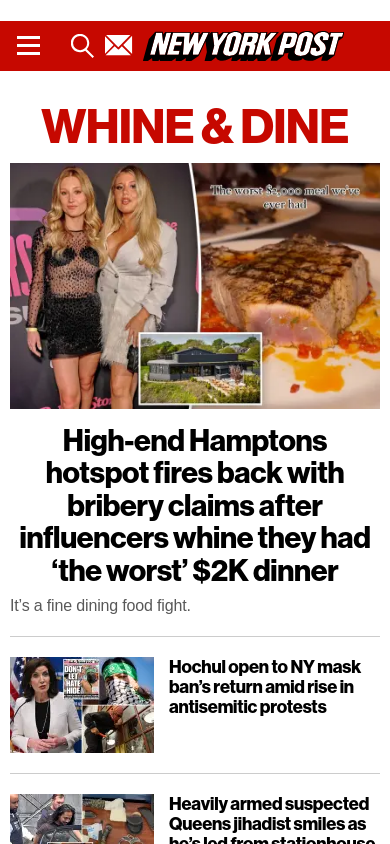 NEW YORK POST
WHINE & DINE
The worst $2,000 meal we've
ever had
High-end Hamptons
hotspot fires back with
bribery claims after
influencers whine they had
‘the worst’ $2K dinner
It’s a fine dining food fight.
DON'T
LET
HATE
HIDE
Hochul open to NY mask
ban’s return amid rise in
antisemitic protests
Heavily armed suspected
Queens jihadist smiles as
he’s led from stationhouse